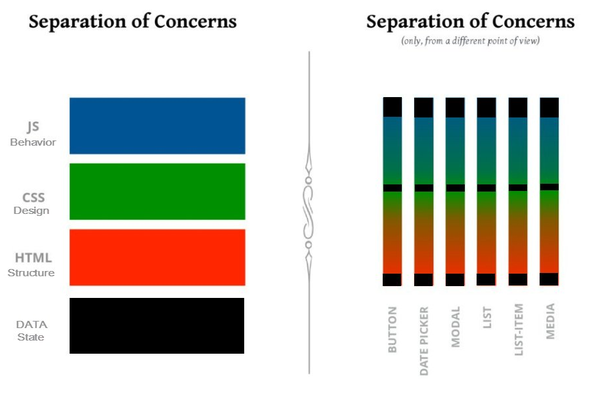 Separation of Concerns
JS
Behavior
CSS
Design
HTML
Structure
DATA
State
Separation of Concerns
(only, from a different point of view)
BUTTON
DATE PICKER
MODAL
LIST
LIST-ITEM
MEDIA